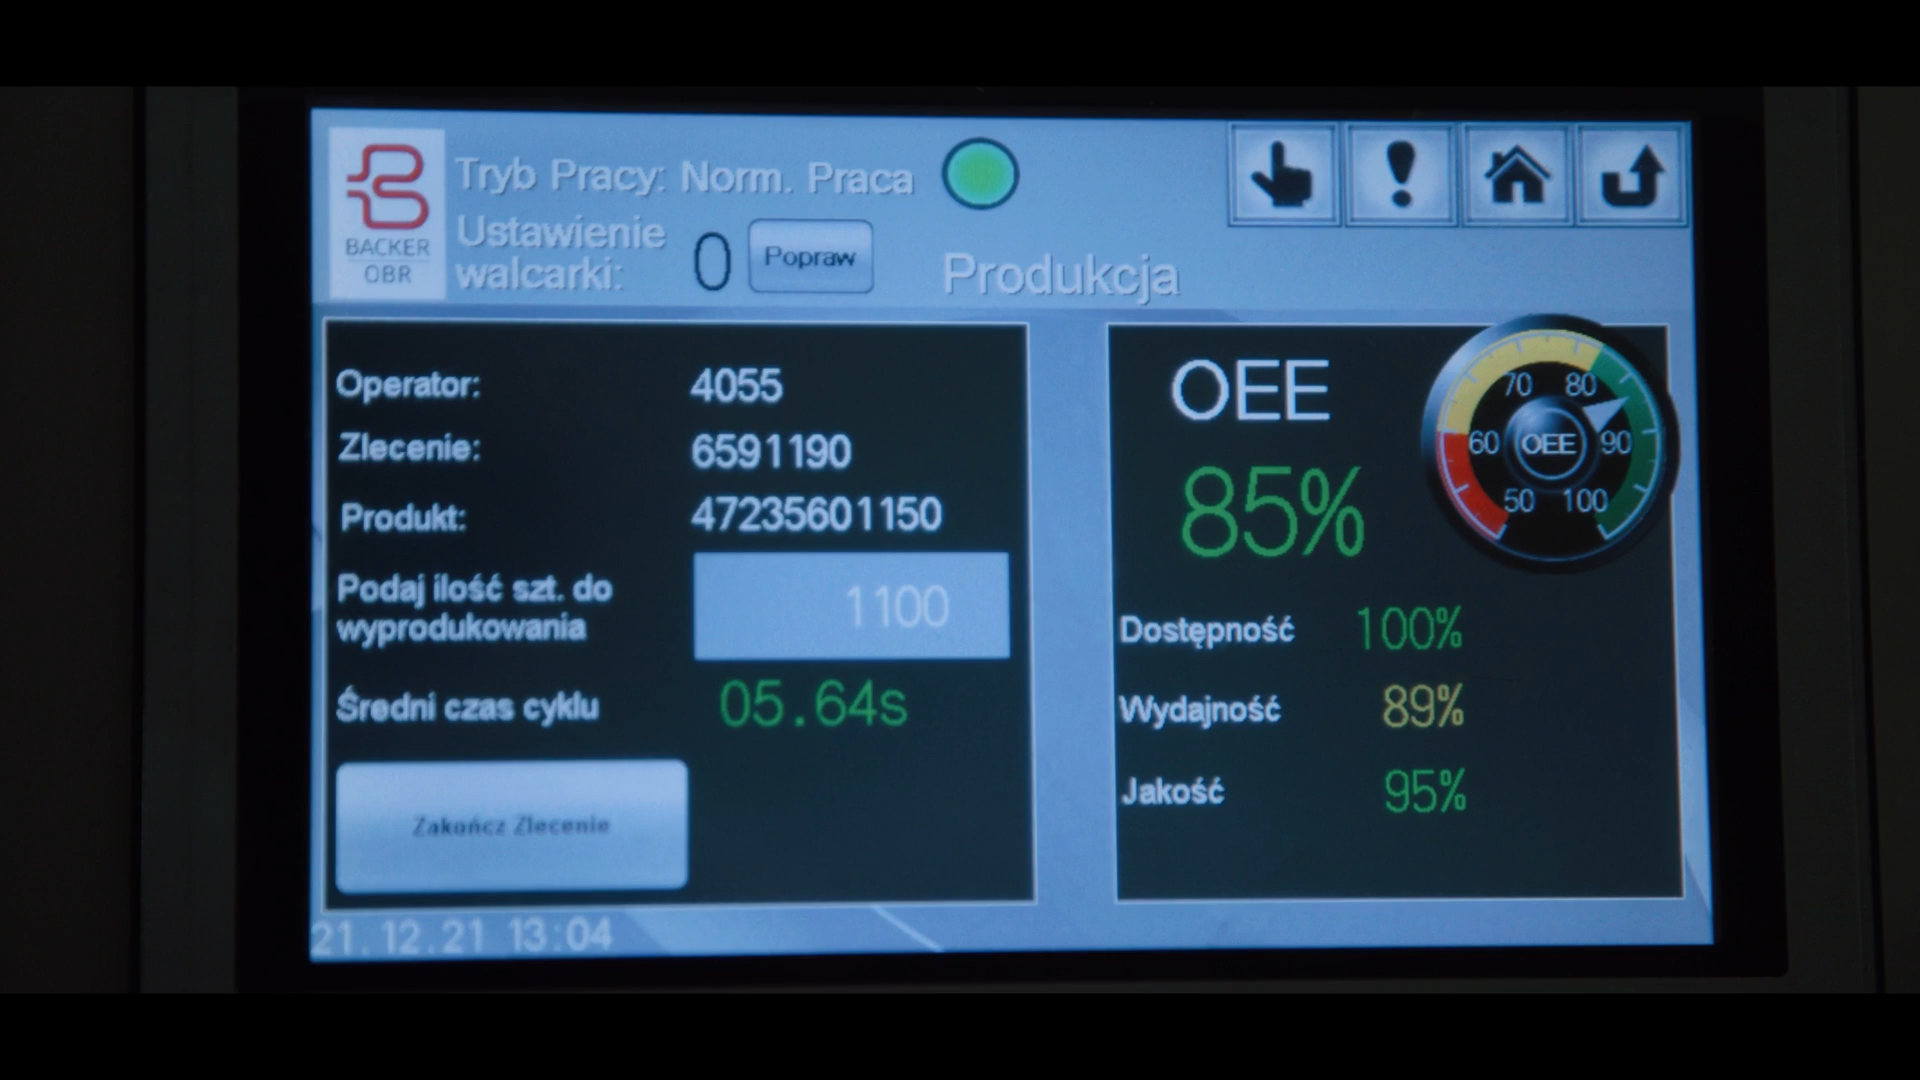 BACKER
OBR
Tryb Pracy: Norm. Praca
Ustawienie
walcarki:
0
Popraw
Produkcja
Operator: 4055
Zlecenie: 6591190
Produkt: 47235601150
Podaj ilość szt. do
wyprodukowania
1100
Średni czas cyklu 05.64s
Zakończ Zlecenie
21.12.21 13:04
OEE
85%
70 80
60 OEE 90
50 100
Dostępność 100%
Wydajność 89%
Jakość 95%